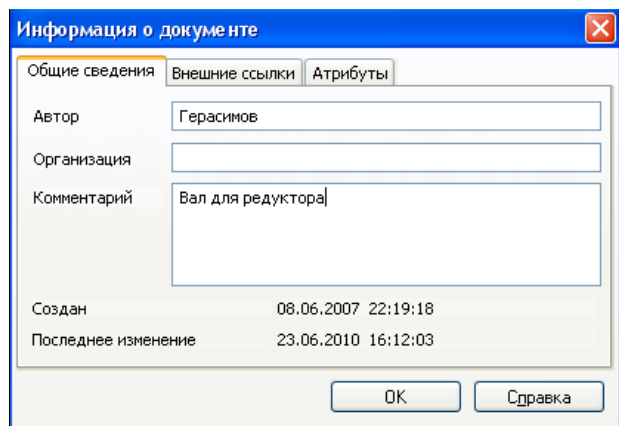 Информация о документе
Общие сведения Внешние ссылки Атрибуты
Автор Герасимов
Организация
Комментарий Вал для редуктора
Создан 08.06.2007 22:19:18
Последнее изменение 23.06.2010 16:12:03
OK Справка